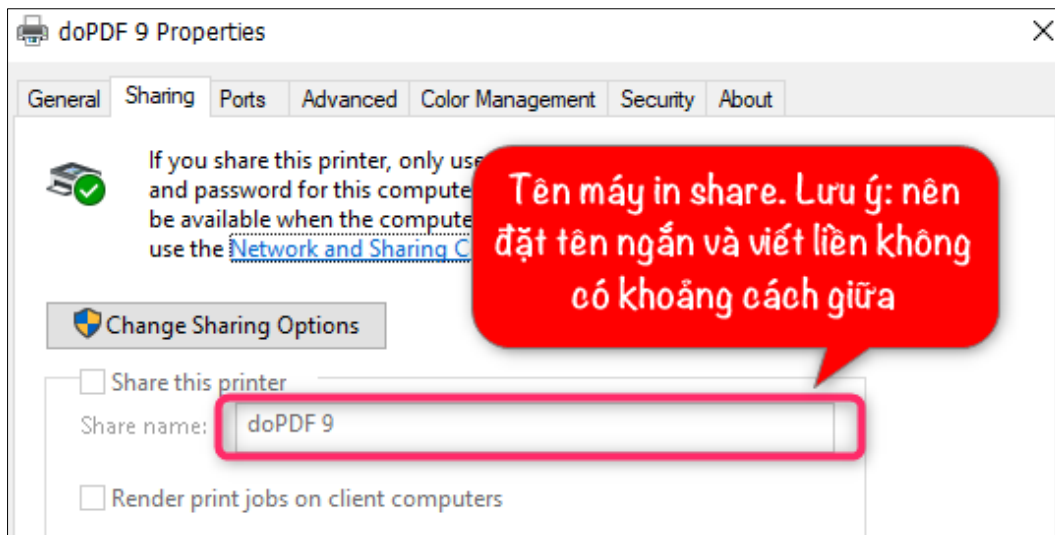 doPDF 9 Properties
General Sharing Ports Advanced Color Management Security About
If you share this printer, only
and password for this
be available when the
use the Network and Sharing
Tên máy in share. Lưu ý: nên
đặt tên ngắn và viết liền không
có khoảng cách giữa
Change Sharing Options
Share this printer
Share name: doPDF 9
Render print jobs on client computers